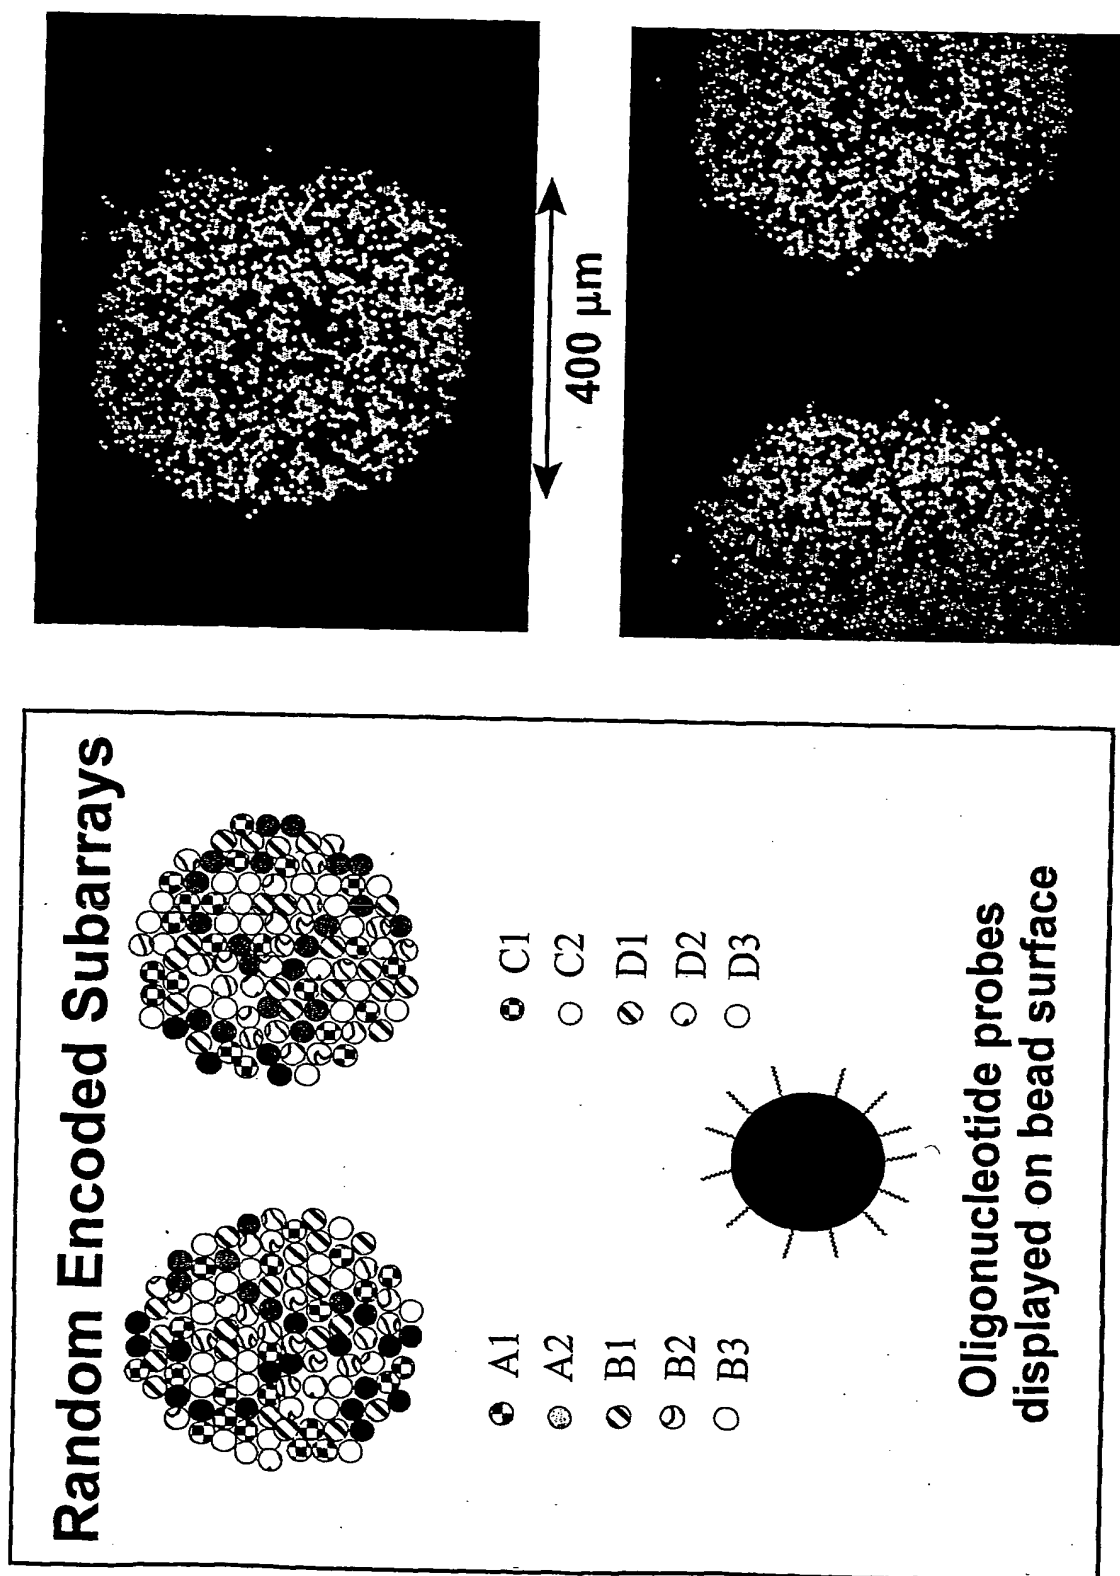 Random Encoded Subarrays
A1
A2
B1
B2
B3
C1
C2
D1
D2
D3
Oligonucleotide probes
displayed on bead surface
400 µm